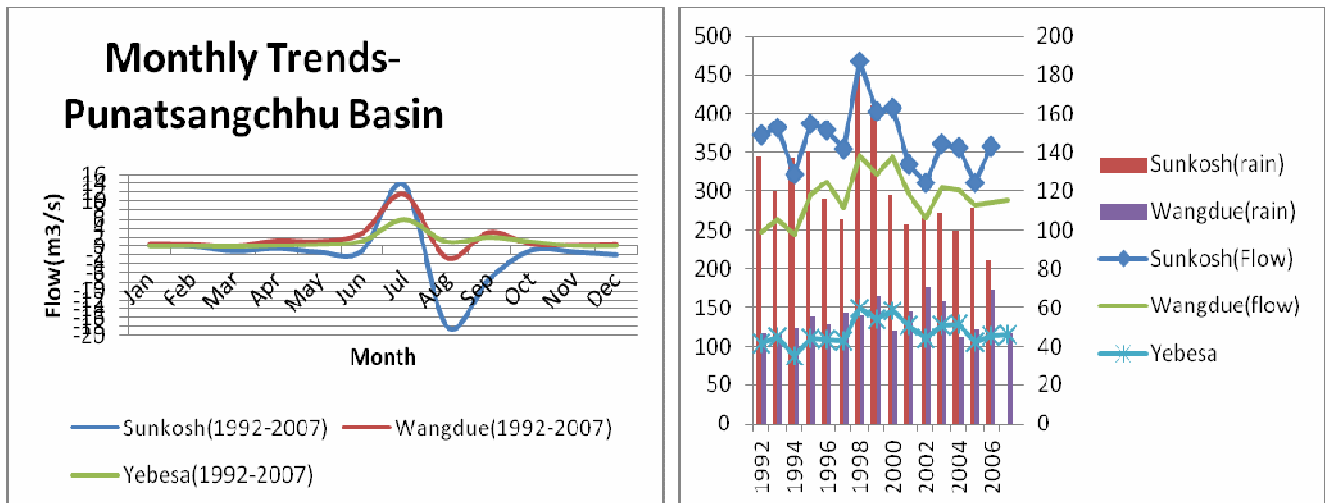 Monthly Trends-
Punatsangchhu Basin
Flow(m3/s)
16
14
-18
-20
Jan Feb Mar Apr May Jun Jul Aug Sep Oct Nov Dec
Month
Sunkosh(1992-2007) Wangdue(1992-2007)
Yebesa(1992-2007)
500 200
450 180
400 160
350 140
300 120
250 100
200 80
150 60
100 40
50 20
0 0
1992 1994 1996 1998 2000 2002 2004 2006
Sunkosh(rain)
Wangdue(rain)
Sunkosh(Flow)
Wangdue(flow)
Yebesa